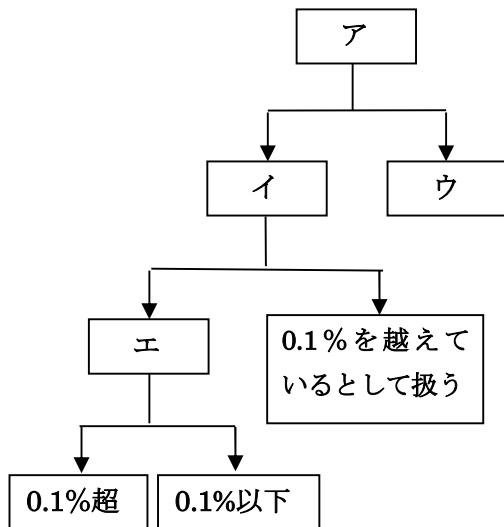 ア
イ
ウ
エ
0.1％を越えて
いるとして扱う
0.1%超
0.1%以下